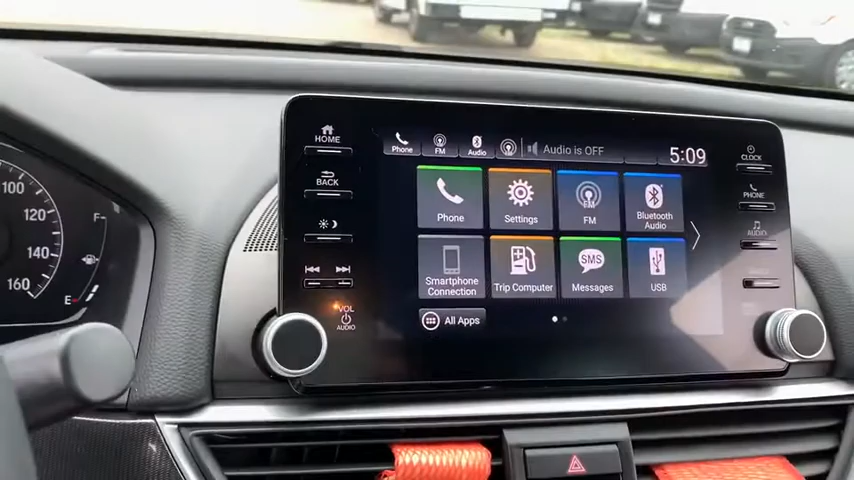 HOME
BACK
VOL
AUDIO
Phone FM Audio Audio is OFF 5:09
Phone Settings FM Bluetooth Audio
Smartphone Connection Trip Computer SMS Messages USB
All Apps
CLOCK
PHONE
AUDIO
100
120
140
160
F
E